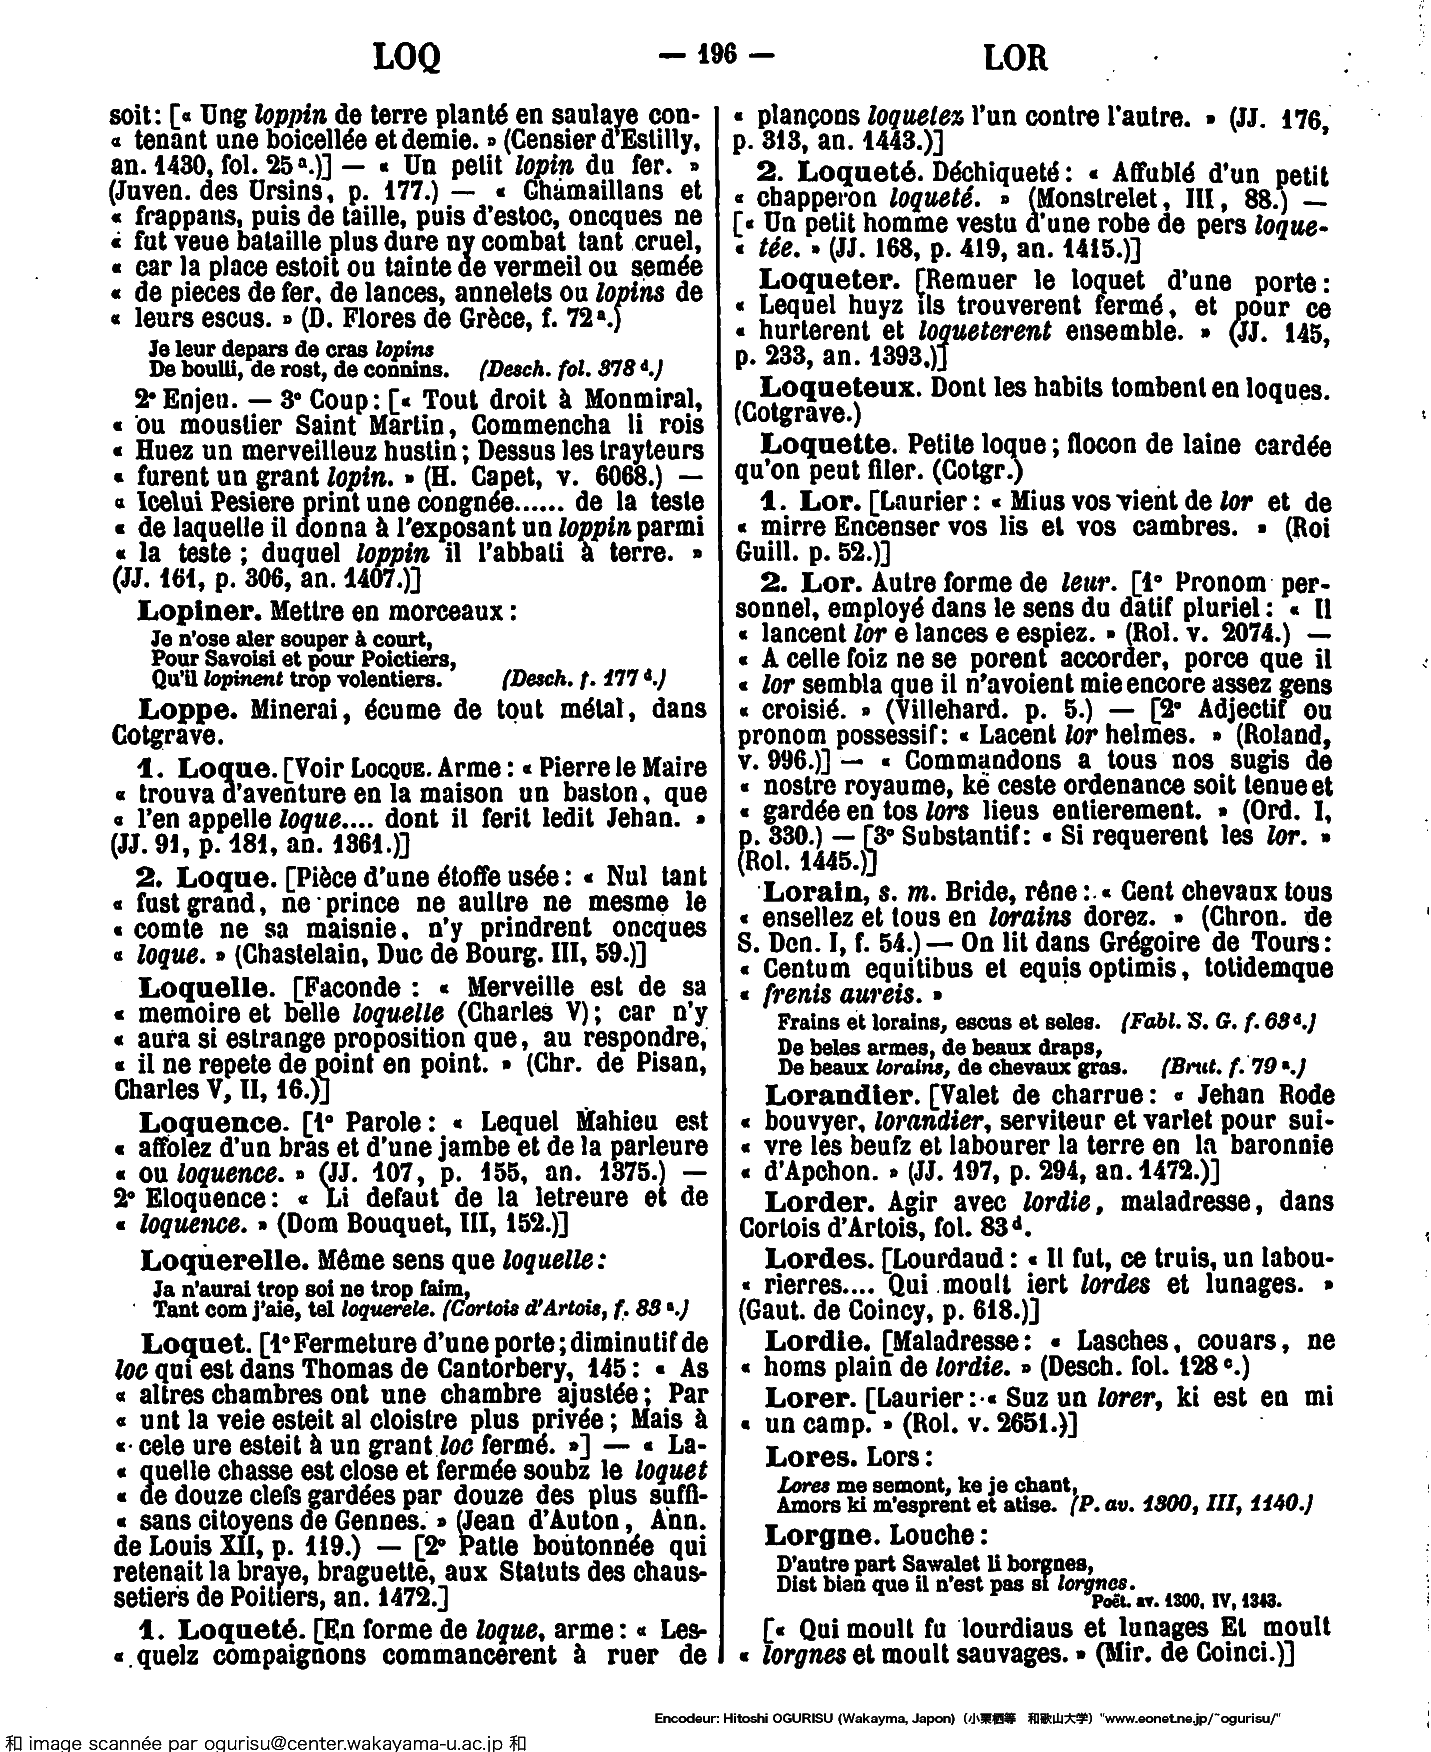 LOQ
— 196 —
LOR
soit: [« Ung loppin de terre planté en saulaye con-
« tenant une boicellée et demie. » (Censier d'Estilly,
an. 1430, fol. 25 a.)] — « Un petit lopin du fer. »
(Juven. des Ursins, p. 177.) — « Chamaillans et
« frappans, puis de taille, puis d'estoc, oncques ne
« fut veue bataille plus dure ny combat tant cruel,
« car la place estoit ou tainte de vermeil ou semée
« de pieces de fer, de lances, annelets ou lopins de
« leurs escus. » (D. Flores de Grèce, f. 72 a.)
Je leur depars de cras lopins
De boulli, de rost, de connins. (Desch. fol. 378 d.)
2° Enjeu. — 3° Coup: [« Tout droit à Monmiral,
« ou moustier Saint Martin, Commencha li rois
« Huez un merveilleuz hustin; Dessus les trayteurs
« furent un grant lopin. » (H. Capet, v. 6068.) —
« Icelui Pesiere print une congnée...... de la teste
« de laquelle il donna à l'exposant un loppin parmi
« la teste; duquel loppin il l'abbati à terre. »
(JJ. 161, p. 306, an. 1407.)]
Lopiner. Mettre en morceaux:
Je n'ose aler souper à court,
Pour Savoisi et pour Poictiers,
Qu'il lopinent trop volentiers. (Desch. f. 177 d.)
Loppe. Minerai, écume de tout métal, dans
Cotgrave.
1. Loque. [Voir LOCQUE. Arme: « Pierre le Maire
« trouva d'aventure en la maison un baston, que
« l'en appelle loque.... dont il ferit ledit Jehan. »
(JJ. 91, p. 181, an. 1361.)]
2. Loque. [Pièce d'une étoffe usée: « Nul tant
« fust grand, ne prince ne aultre ne mesme le
« comte ne sa maisnie, n'y prindrent oncques
« loque. » (Chastelain, Duc de Bourg. III, 59.)]
Loquelle. [Faconde : « Merveille est de sa
« memoire et belle loquelle (Charles V); car n'y
« aura si estrange proposition que, au respondre,
« il ne repete de point en point. » (Chr. de Pisan,
Charles V, II, 16.)]
Loquence. [1° Parole: « Lequel Mahieu est
« affolez d'un bras et d'une jambe et de la parleure
« ou loquence. » (JJ. 107, p. 155, an. 1375.) —
2° Eloquence: « Li defaut de la letreure et de
« loquence. » (Dom Bouquet, III, 152.)]
Loquerelle. Même sens que loquelle:
Ja n'aurai trop soi ne trop faim,
Tant com j'aie, tel loquerele. (Cortois d'Artois, f. 83 a.)
Loquet. [1° Fermeture d'une porte; diminutif de
loc qui est dans Thomas de Cantorbery, 145: « As
« altres chambres ont une chambre ajustée; Par
« unt la veie esteit al cloistre plus privée; Mais à
« cele ure esteit à un grant loc fermé. »] — « La-
« quelle chasse est close et fermée soubz le loquet
« de douze clefs gardées par douze des plus suffi-
« sans citoyens de Gennes. » (Jean d'Auton, Ann.
de Louis XII, p. 119.) — [2° Patte boutonnée qui
retenait la braye, braguette, aux Statuts des chaus-
setiers de Poitiers, an. 1472.]
1. Loqueté. [En forme de loque, arme: « Les-
« quelz compaignons commancerent à ruer de
« plançons loquetez l'un contre l'autre. » (JJ. 176,
p. 313, an. 1443.)]
2. Loqueté. Déchiqueté: « Affublé d'un petit
« chapperon loqueté. » (Monstrelet, III, 88.) —
[« Un petit homme vestu d'une robe de pers loque-
« tée. » (JJ. 168, p. 419, an. 1415.)]
Loqueter. [Remuer le loquet d'une porte:
« Lequel huyz ils trouverent fermé, et pour ce
« hurterent et loqueterent ensemble. » (JJ. 145,
p. 233, an. 1393.)]
Loqueteux. Dont les habits tombent en loques.
(Cotgrave.)
Loquette. Petite loque; flocon de laine cardée
qu'on peut filer. (Cotgr.)
1. Lor. [Laurier: « Mius vos vient de lor et de
« mirre Encenser vos lis et vos cambres. » (Roi
Guill. p. 52.)]
2. Lor. Autre forme de leur. [1° Pronom per-
sonnel, employé dans le sens du datif pluriel: « Il
« lancent lor e lances e espiez. » (Rol. v. 2074.) —
« A celle foiz ne se porent accorder, porce que il
« lor sembla que il n'avoient mie encore assez gens
« croisié. » (Villehard. p. 5.) — [2° Adjectif ou
pronom possessif: « Lacent lor helmes. » (Roland,
v. 996.)] — « Commandons a tous nos sugis de
« nostre royaume, ke ceste ordenance soit tenue et
« gardée en tos lors lieus entierement. » (Ord. I,
p. 330.) — [3° Substantif: « Si requerent les lor. »
(Rol. 1445.)]
Lorain, s. m. Bride, rêne: « Cent chevaux tous
« ensellez et tous en lorains dorez. » (Chron. de
S. Den. I, f. 54.) — On lit dans Grégoire de Tours:
« Centum equitibus et equis optimis, totidemque
« frenis aureis. »
Frains et lorains, escus et seles. (Fabl. S. G. f. 63 d.)
De beles armes, de beaux draps,
De beaux lorains, de chevaux gras. (Brut. f. 79 a.)
Lorandier. [Valet de charrue: « Jehan Rode
« bouvyer, lorandier, serviteur et varlet pour sui-
« vre les beufz et labourer la terre en la baronnie
« d'Apchon. » (JJ. 197, p. 294, an. 1472.)]
Lorder. Agir avec lordie, maladresse, dans
Cortois d'Artois, fol. 83 d.
Lordes. [Lourdaud: « Il fut, ce truis, un labou-
« rierres.... Qui moult iert lordes et lunages. »
(Gaut. de Coincy, p. 618.)]
Lordie. [Maladresse: « Lasches, couars, ne
« homs plain de lordie. » (Desch. fol. 128 c.)
Lorer. [Laurier: « Suz un lorer, ki est en mi
« un camp. » (Rol. v. 2651.)]
Lores. Lors:
Lores me semont, ke je chant,
Amors ki m'esprent et atise. (P. av. 1300, III, 1140.)
Lorgne. Louche:
D'autre part Sawalet li borgnes,
Dist bien que il n'est pas si lorgnes.
Poët. av. 1300, IV, 1343.
[« Qui moult fu lourdiaus et lunages Et moult
« lorgnes et moult sauvages. » (Mir. de Coinci.)]
Encodeur: Hitoshi OGURISU (Wakayma, Japon) (小栗栖等 和歌山大学) "www.eonet.ne.jp/~ogurisu/"
和 image scannée par ogurisu@center.wakayama-u.ac.jp 和